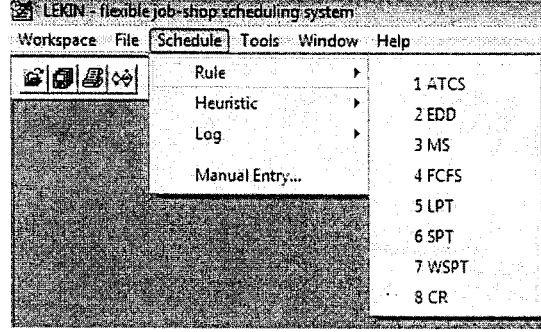 LEKIN - flexible job-shop scheduling system
Workspace File Schedule Tools Window Help
Rule
Heuristic
Log
Manual Entry...
1 ATCS
2 EDD
3 MS
4 FCFS
5 LPT
6 SPT
7 WSPT
8 CR